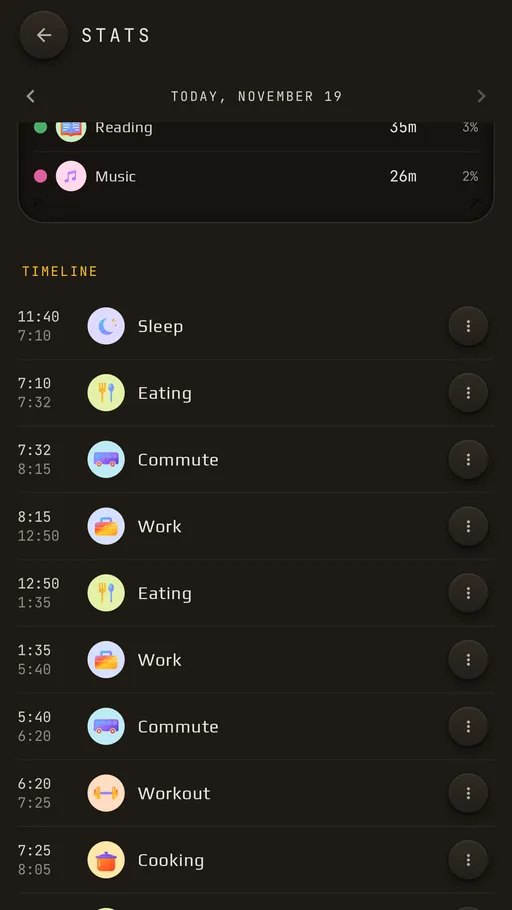 STATS
TODAY, NOVEMBER 19
Reading 35m 3%
Music 26m 2%
TIMELINE
11:40
7:10
Sleep
7:10
7:32
Eating
7:32
8:15
Commute
8:15
12:50
Work
12:50
1:35
Eating
1:35
5:40
Work
5:40
6:20
Commute
6:20
7:25
Workout
7:25
8:05
Cooking